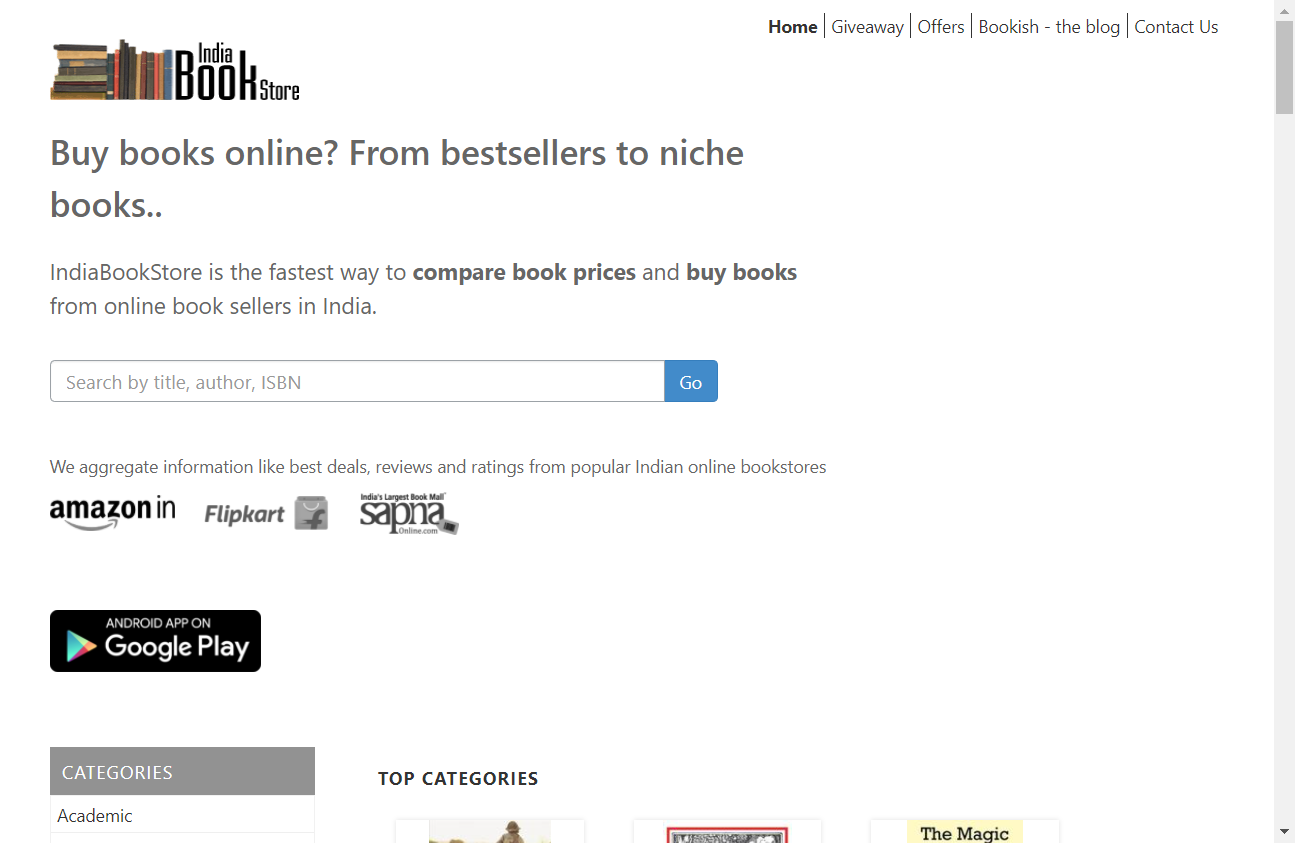 Home
Giveaway
Offers
Bookish - the blog
Contact Us
India
Book Store
Buy books online? From bestsellers to niche
books..
IndiaBookStore is the fastest way to compare book prices and buy books
from online book sellers in India.
Search by title, author, ISBN
Go
We aggregate information like best deals, reviews and ratings from popular Indian online bookstores
amazon in
Flipkart
India's Largest Book Mall
sapna
Online.com
ANDROID APP ON
Google Play
CATEGORIES
TOP CATEGORIES
Academic
The Magic